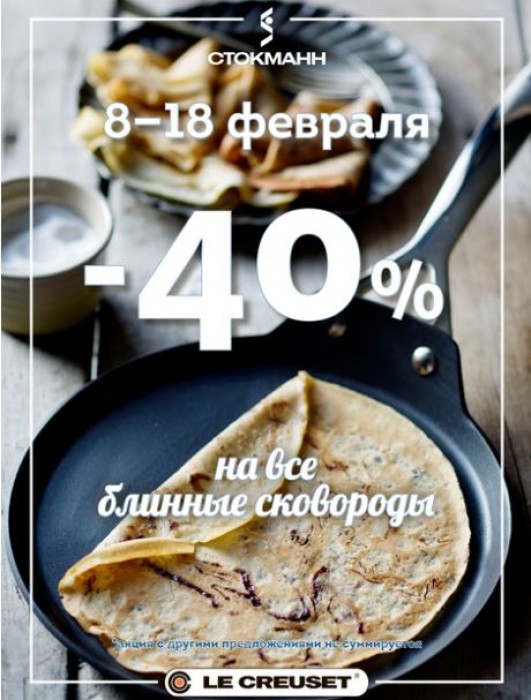 СТОКМАНН
8–18 февраля
-40%
на все
блинные сковороды
*акция с другими предложениями не суммируется
LE CREUSET®